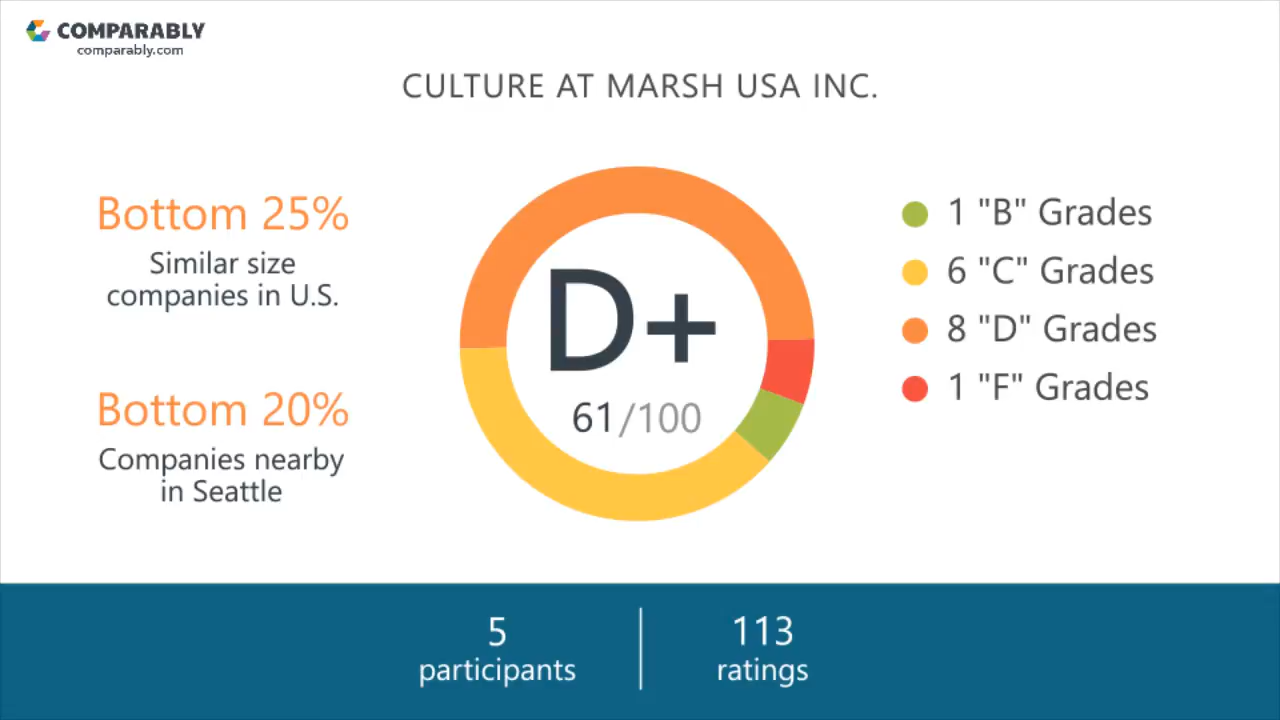 COMPARABLY
comparably.com
CULTURE AT MARSH USA INC.
Bottom 25%
Similar size
companies in U.S.
Bottom 20%
Companies nearby
in Seattle
D+
61/100
1 "B" Grades
6 "C" Grades
8 "D" Grades
1 "F" Grades
5
participants
113
ratings